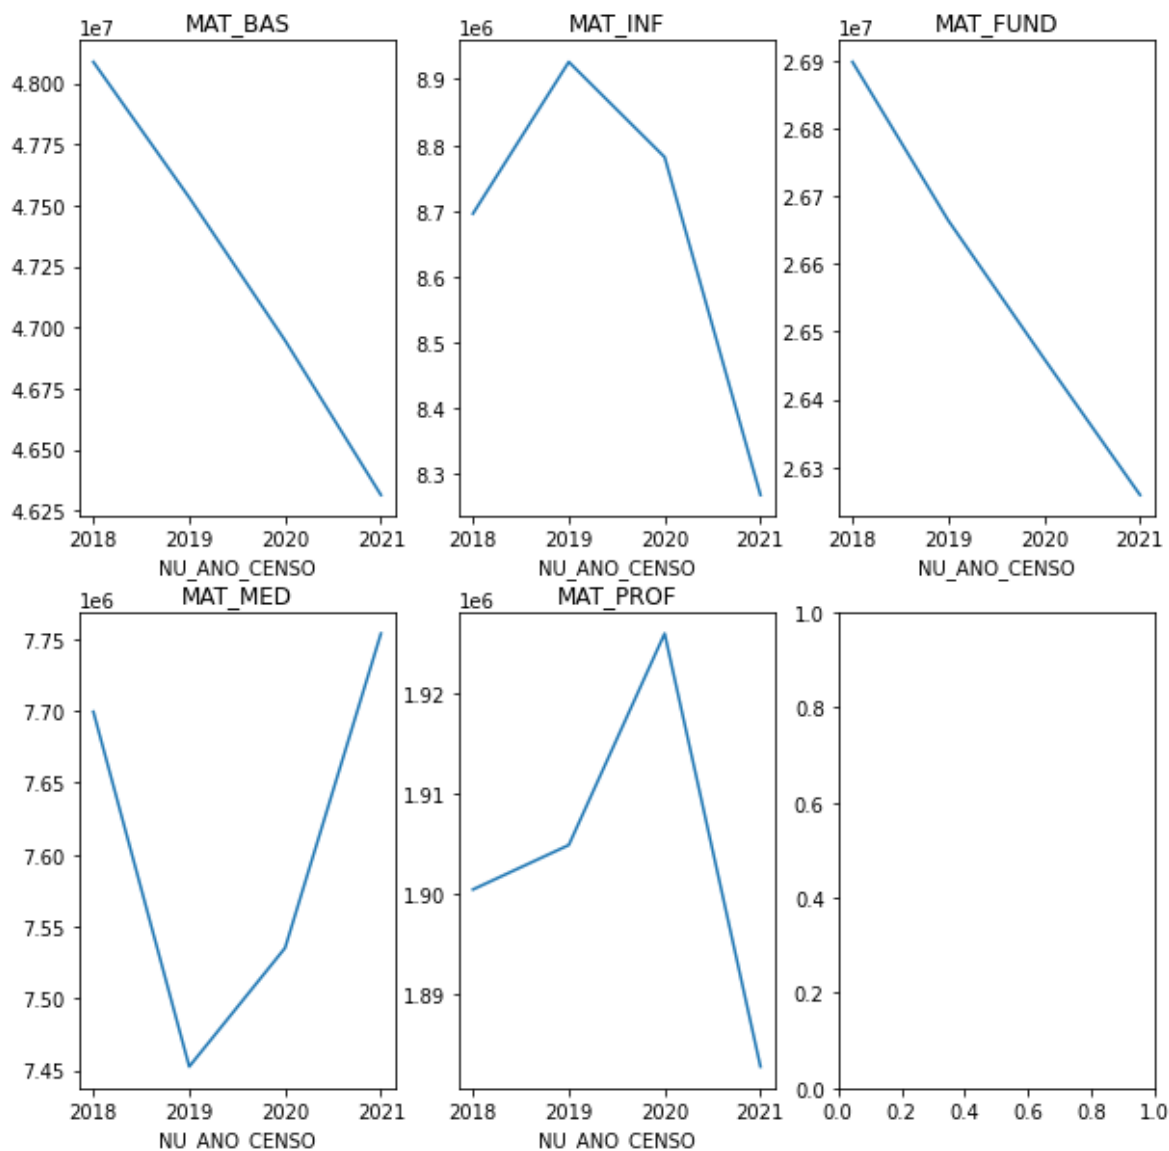 MAT_BAS
1e7
4.800
4.775
4.750
4.725
4.700
4.675
4.650
4.625
2018 2019 2020 2021
NU_ANO_CENSO
MAT_INF
1e6
8.9
8.8
8.7
8.6
8.5
8.4
8.3
2018 2019 2020 2021
NU_ANO_CENSO
MAT_FUND
1e7
2.69
2.68
2.67
2.66
2.65
2.64
2.63
2018 2019 2020 2021
NU_ANO_CENSO
MAT_MED
1e6
7.75
7.70
7.65
7.60
7.55
7.50
7.45
2018 2019 2020 2021
NU_ANO_CENSO
MAT_PROF
1e6
1.92
1.91
1.90
1.89
2018 2019 2020 2021
NU_ANO_CENSO
1.0
0.8
0.6
0.4
0.2
0.0
0.0 0.2 0.4 0.6 0.8 1.0